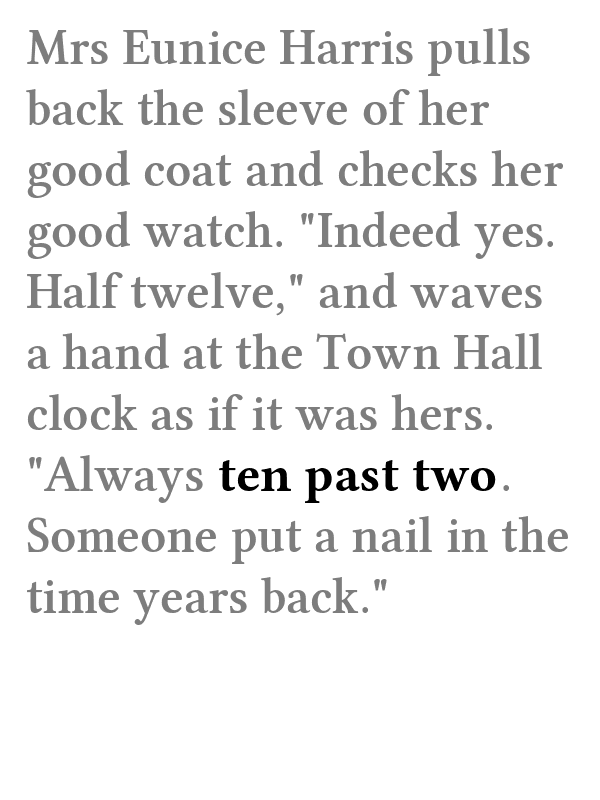 Mrs Eunice Harris pulls
back the sleeve of her
good coat and checks her
good watch. "Indeed yes.
Half twelve," and waves
a hand at the Town Hall
clock as if it was hers.
"Always ten past two.
Someone put a nail in the
time years back."